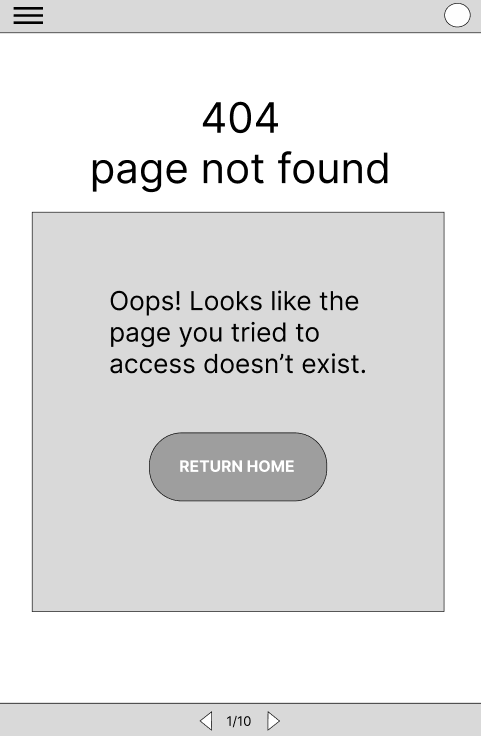 404
page not found
Oops! Looks like the
page you tried to
access doesn’t exist.
RETURN HOME
1/10